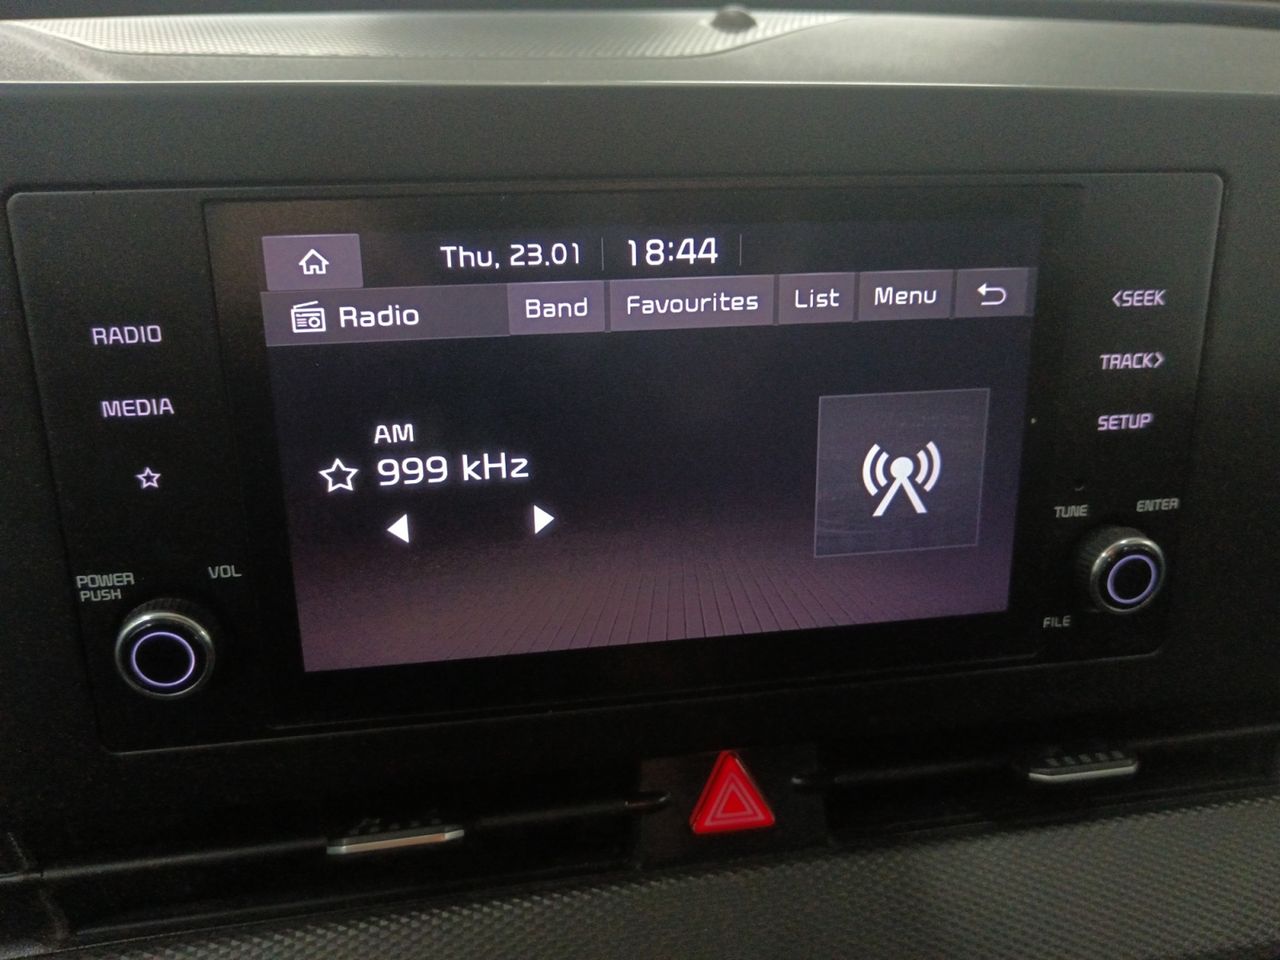 Thu, 23.01 18:44
Radio Band Favourites List Menu
AM
999 kHz
RADIO
MEDIA
POWER PUSH
VOL
<SEEK
TRACK>
SETUP
TUNE
ENTER
FILE